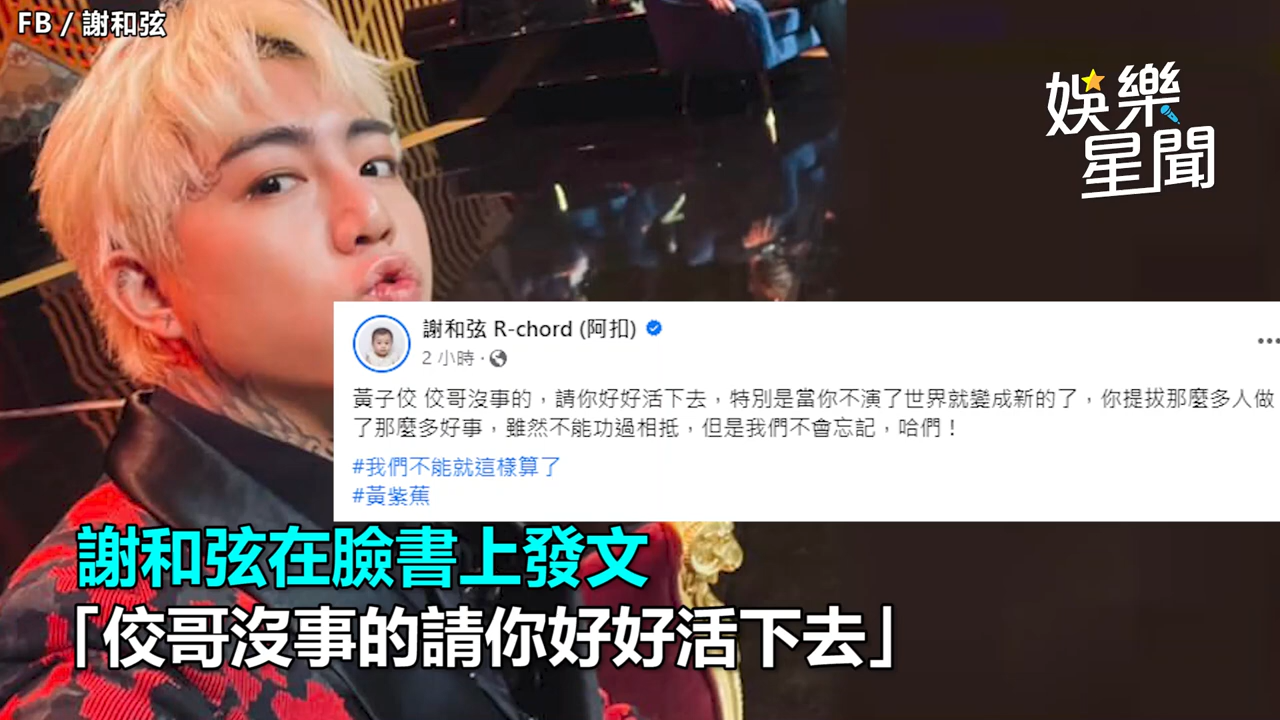 FB / 謝和弦
娛樂
星聞
謝和弦 R-chord (阿扣)
2 小時 ·
黃子佼 佼哥沒事的，請你好好活下去，特別是當你不演了世界就變成新的了，你提拔那麼多人做
了那麼多好事，雖然不能功過相抵，但是我們不會忘記，哈們！
#我們不能就這樣算了
#黃紫蕉
謝和弦在臉書上發文
「佼哥沒事的請你好好活下去」